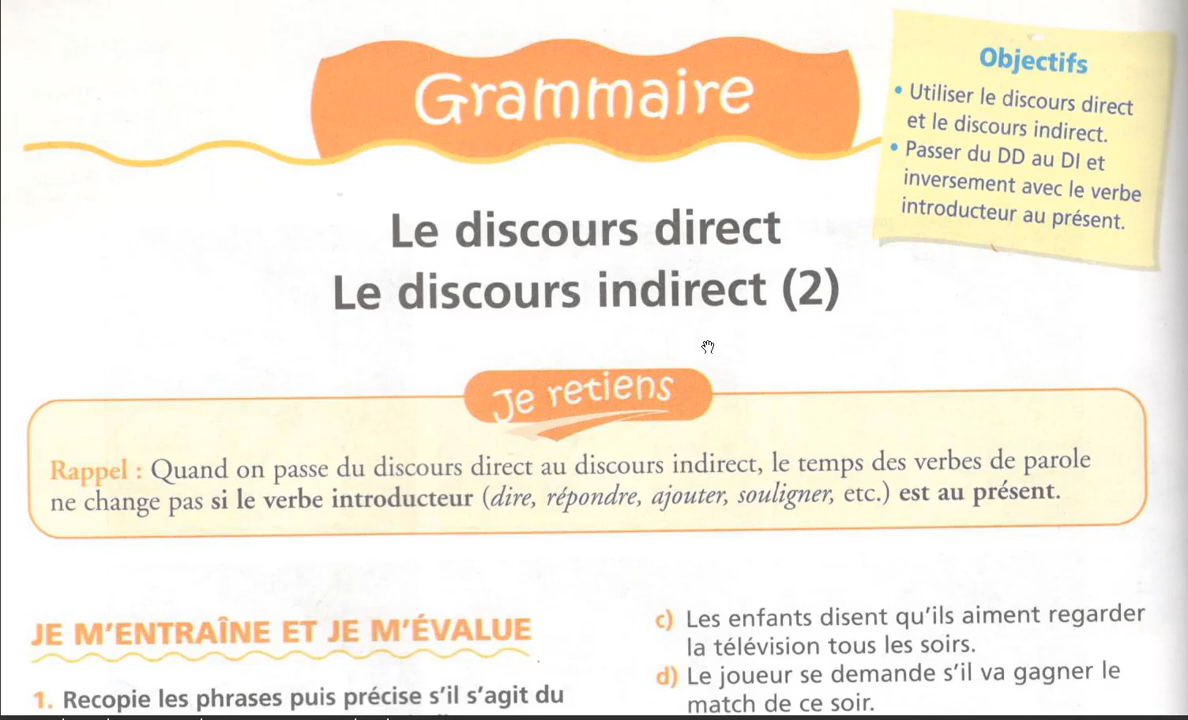 Grammaire
Objectifs
• Utiliser le discours direct
et le discours indirect.
• Passer du DD au DI et
inversement avec le verbe
introducteur au présent.
Le discours direct
Le discours indirect (2)
Je retiens
Rappel : Quand on passe du discours direct au discours indirect, le temps des verbes de parole
ne change pas si le verbe introducteur (dire, répondre, ajouter, souligner, etc.) est au présent.
JE M'ENTRAÎNE ET JE M'ÉVALUE
1. Recopie les phrases puis précise s'il s'agit du
c) Les enfants disent qu'ils aiment regarder
la télévision tous les soirs.
d) Le joueur se demande s'il va gagner le
match de ce soir.